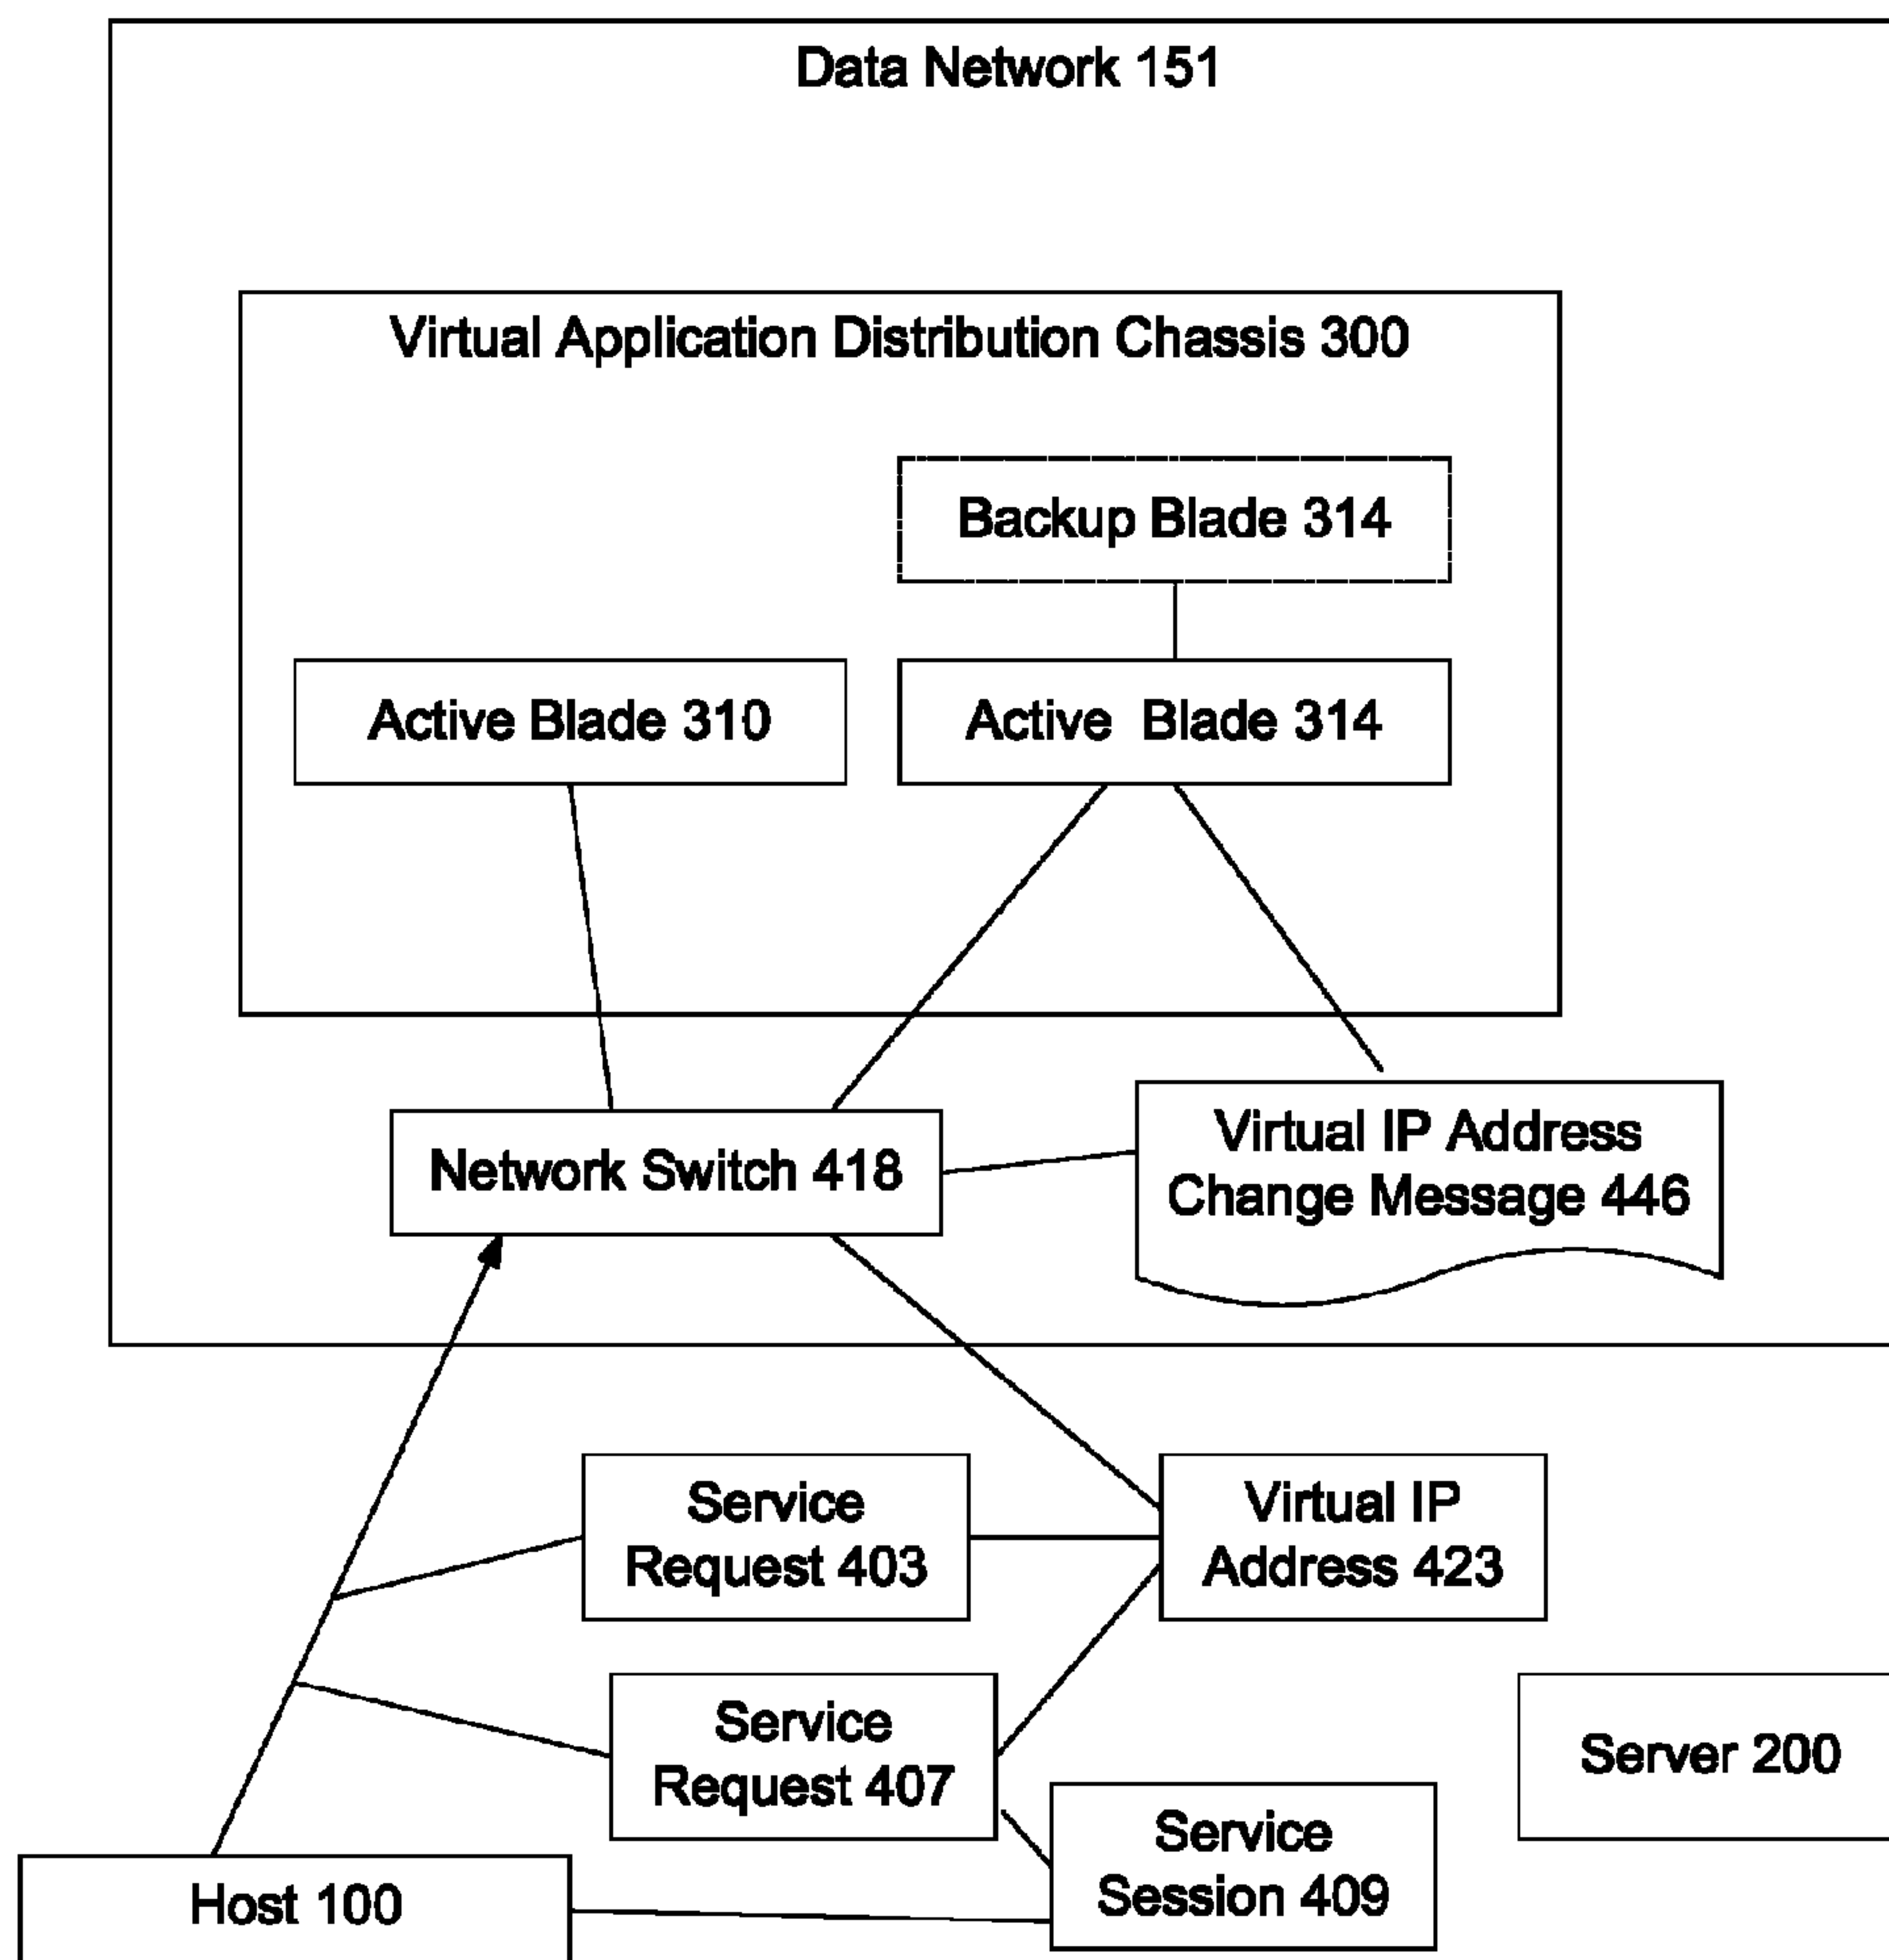 Data Network 151
Virtual Application Distribution Chassis 300
Backup Blade 314
Active Blade 310
Active Blade 314
Network Switch 418
Virtual IP Address
Change Message 446
Service
Request 403
Virtual IP
Address 423
Service
Request 407
Server 200
Service
Session 409
Host 100